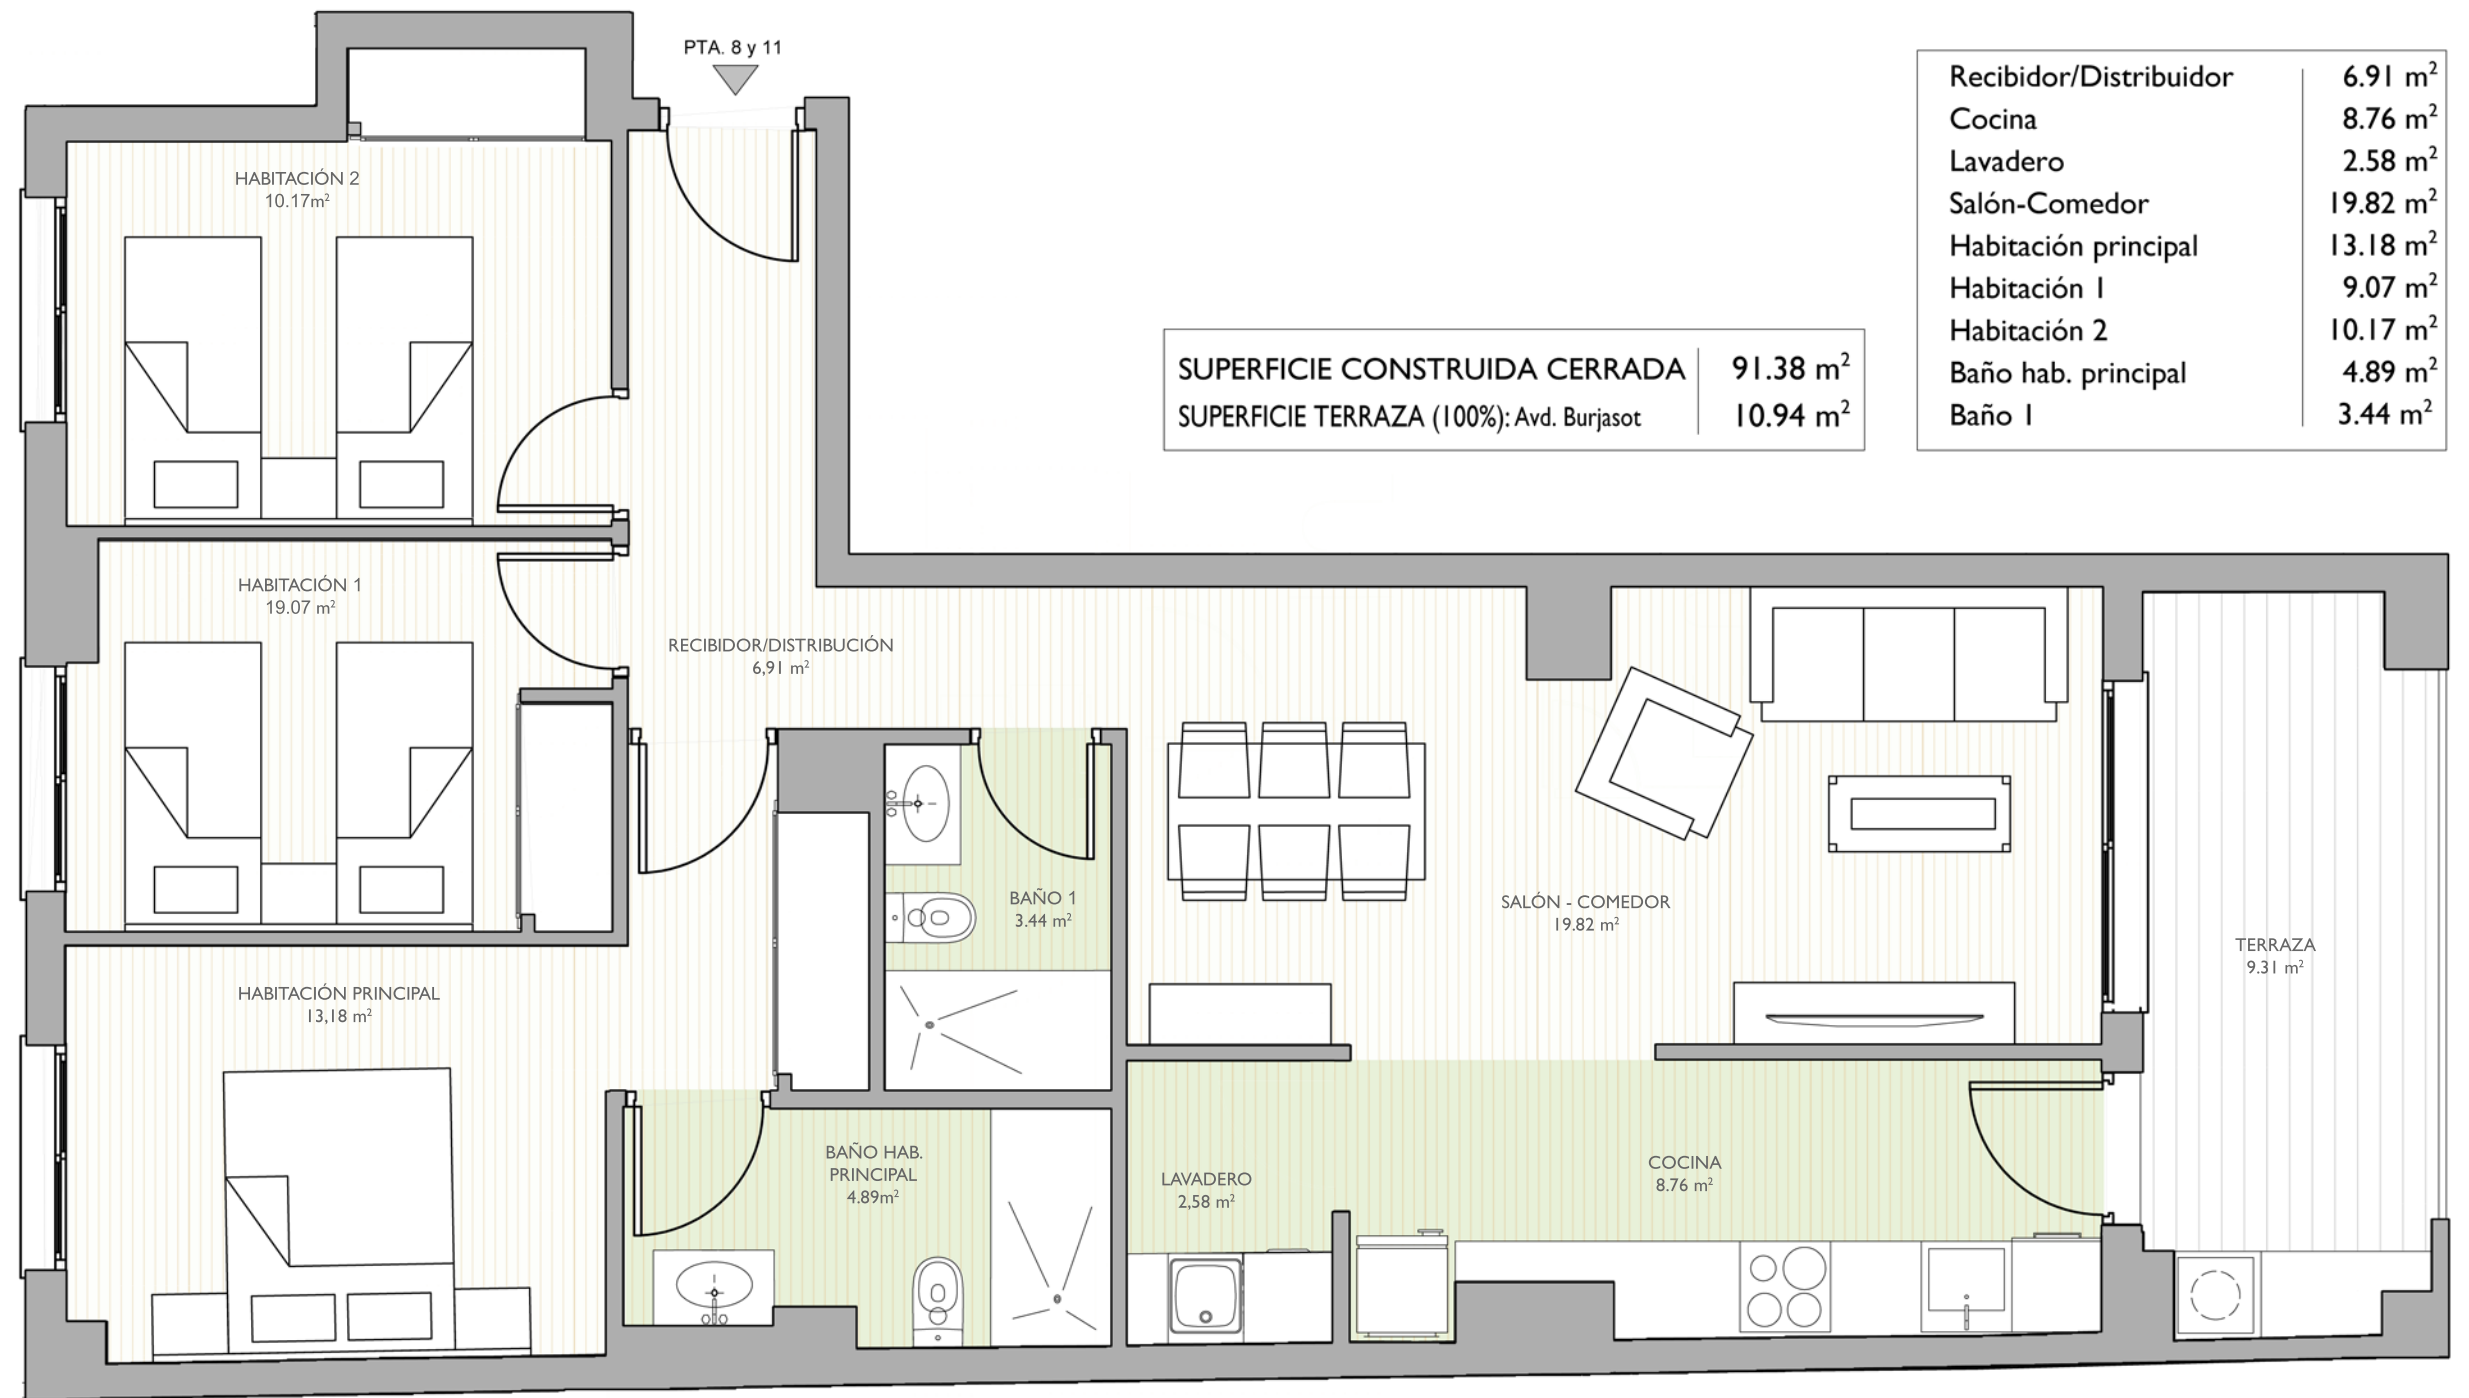 PTA. 8 y 11
Recibidor/Distribuidor 6.91 m²
Cocina 8.76 m²
Lavadero 2.58 m²
Salón-Comedor 19.82 m²
Habitación principal 13.18 m²
Habitación 1 9.07 m²
Habitación 2 10.17 m²
Baño hab. principal 4.89 m²
Baño 1 3.44 m²
SUPERFICIE CONSTRUIDA CERRADA 91.38 m²
SUPERFICIE TERRAZA (100%): Avd. Burjasot 10.94 m²
HABITACIÓN 2
10.17m²
HABITACIÓN 1
19.07 m²
RECIBIDOR/DISTRIBUCIÓN
6,91 m²
BAÑO 1
3.44 m²
SALÓN - COMEDOR
19.82 m²
TERRAZA
9.31 m²
HABITACIÓN PRINCIPAL
13,18 m²
BAÑO HAB.
PRINCIPAL
4.89m²
LAVADERO
2,58 m²
COCINA
8.76 m²